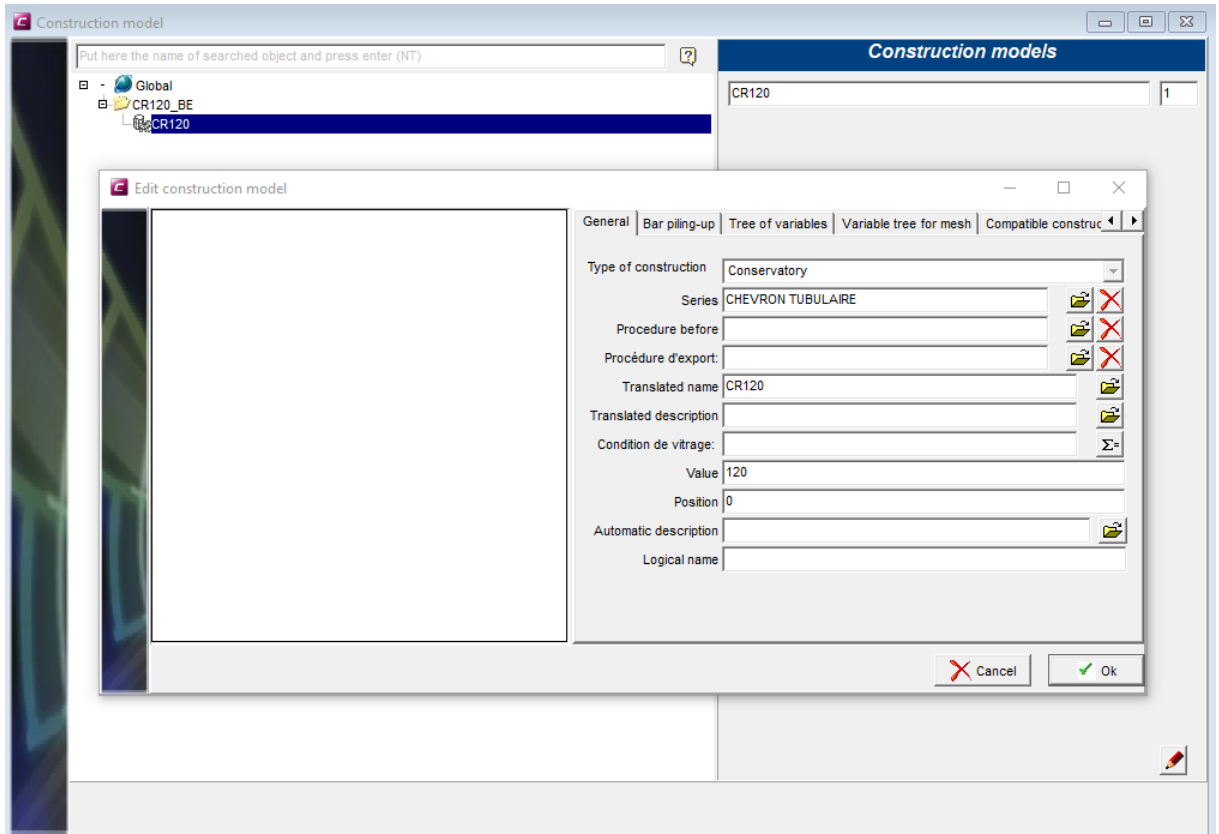 Construction model
Put here the name of searched object and press enter (NT)
Construction models
Global
CR120_BE
CR120
CR120
1
Edit construction model
General Bar piling-up Tree of variables Variable tree for mesh Compatible construc
Type of construction Conservatory
Series CHEVRON TUBULAIRE
Procedure before
Procédure d'export:
Translated name CR120
Translated description
Condition de vitrage:
Σ=
Value 120
Position 0
Automatic description
Logical name
Cancel Ok